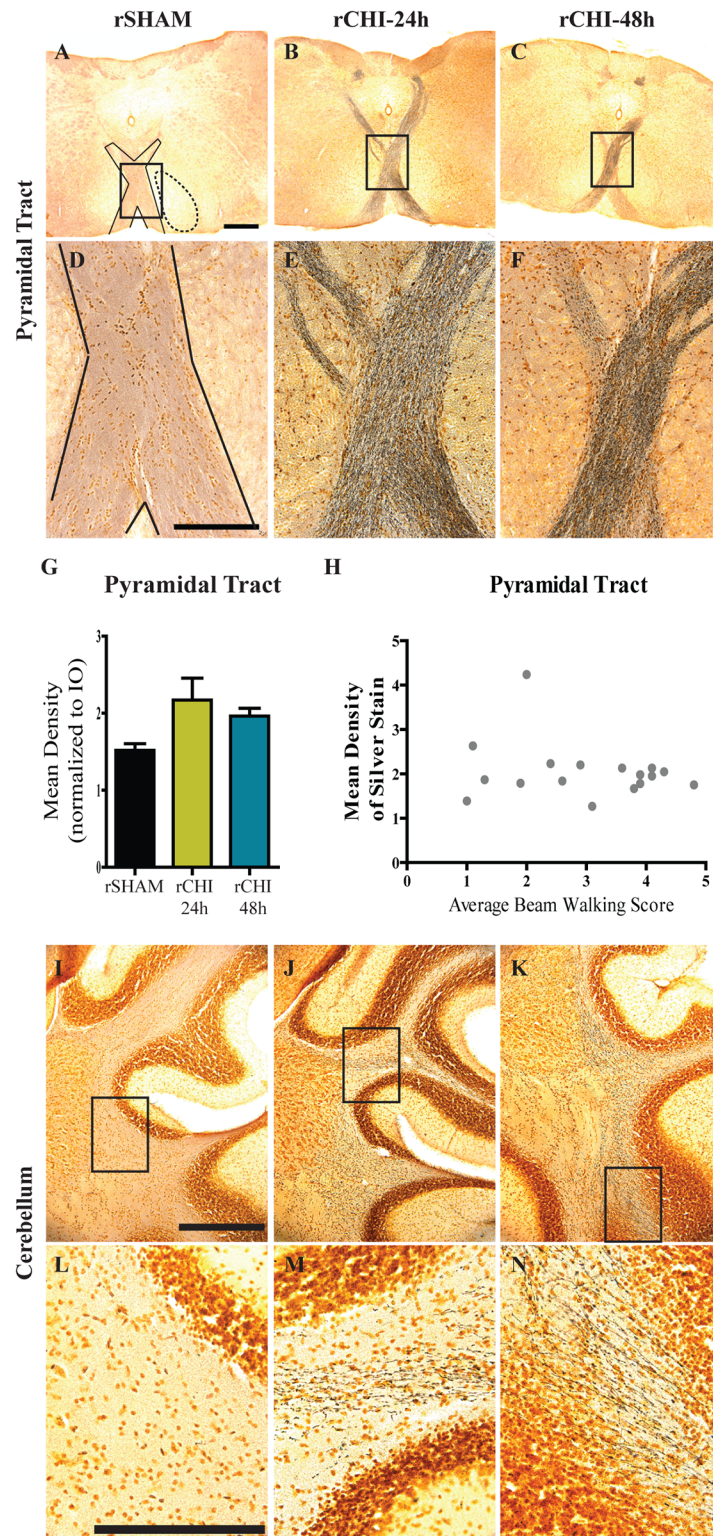 rSHAM rCHI-24h rCHI-48h
A B C
Pyramidal Tract
D E F
G H
Pyramidal Tract Pyramidal Tract
Mean Density
(normalized to IO)
3
2
1
0
rSHAM rCHI 24h rCHI 48h
Mean Density
of Silver Stain
5
4
3
2
1
0
0 1 2 3 4 5
Average Beam Walking Score
Cerebellum
I J K
L M N